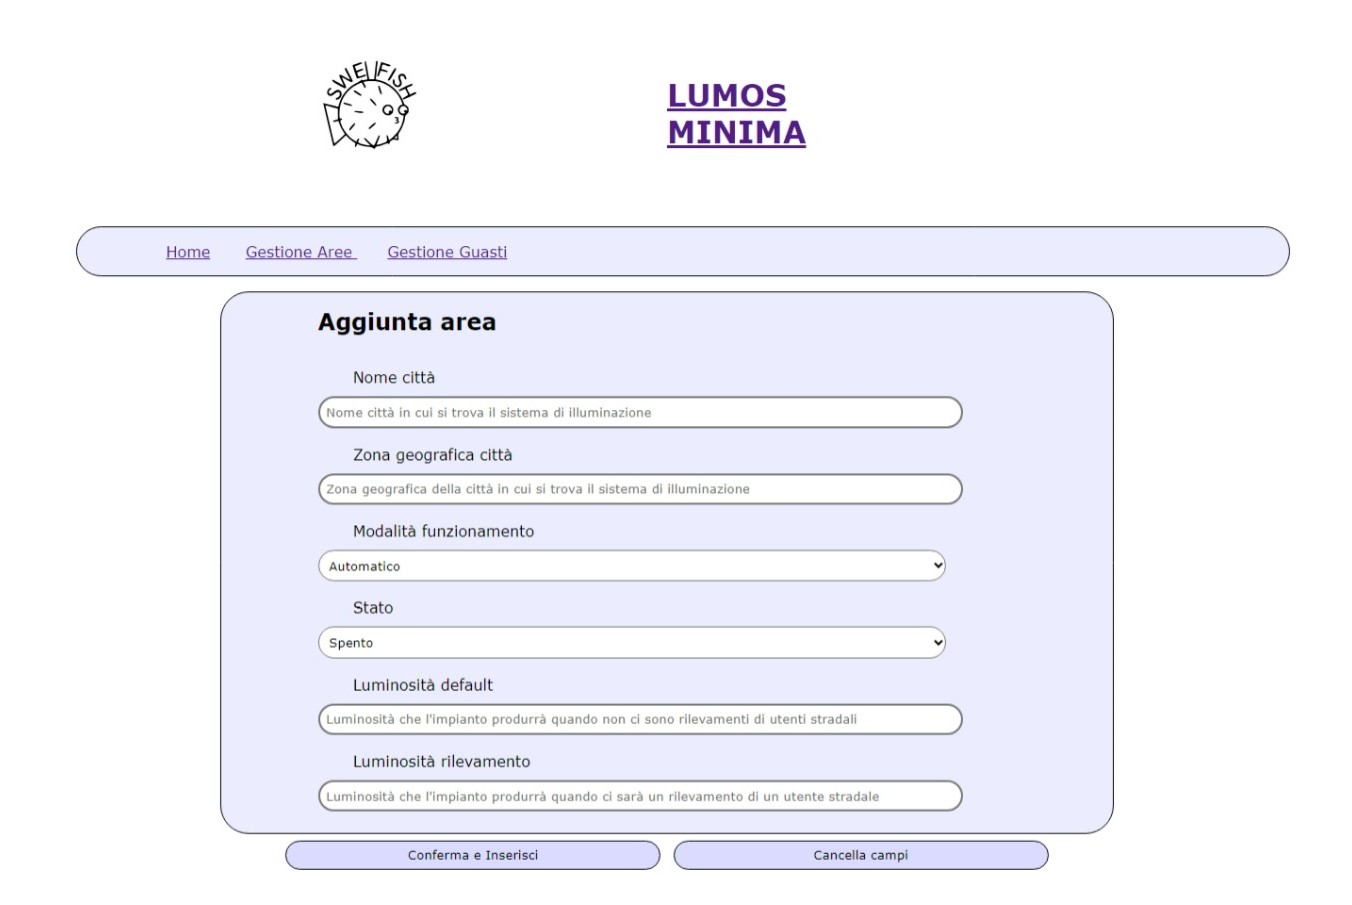 SWELLFISH
LUMOS
MINIMA
Home Gestione Aree Gestione Guasti
Aggiunta area
Nome città
Nome città in cui si trova il sistema di illuminazione
Zona geografica città
Zona geografica della città in cui si trova il sistema di illuminazione
Modalità funzionamento
Automatico
Stato
Spento
Luminosità default
Luminosità che l'impianto produrrà quando non ci sono rilevamenti di utenti stradali
Luminosità rilevamento
Luminosità che l'impianto produrrà quando ci sarà un rilevamento di un utente stradale
Conferma e Inserisci Cancella campi